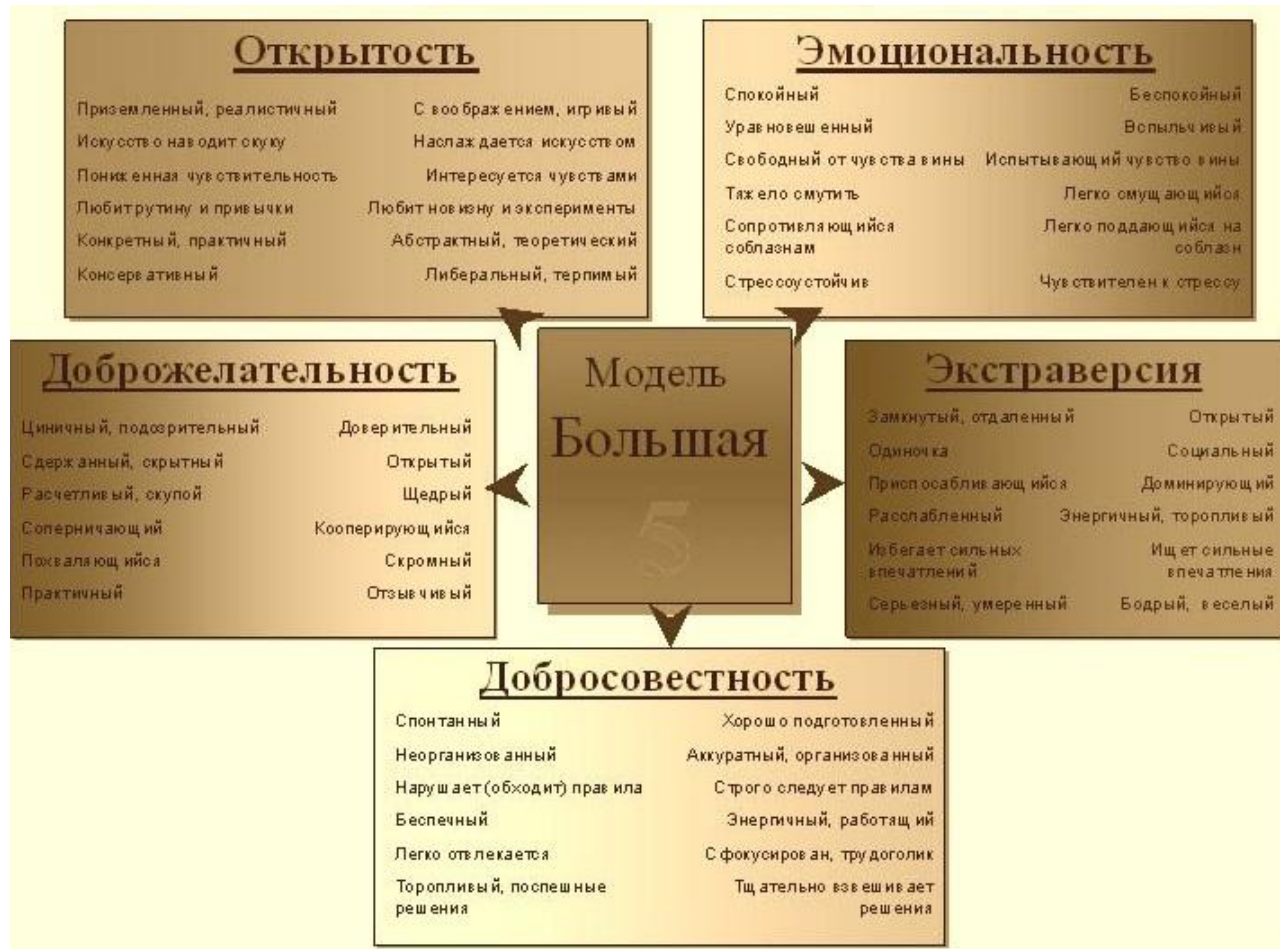 Открытость
Приземленный, реалистичный С воображением, игривый
Искусство наводит скуку Наслаждается искусством
Пониженная чувствительность Интересуется чувствами
Любит рутину и привычки Любит новизну и эксперименты
Конкретный, практичный Абстрактный, теоретический
Консервативный Либеральный, терпимый
Эмоциональность
Спокойный Беспокойный
Уравновешенный Вспыльчивый
Свободный от чувства вины Испытывающий чувство вины
Тяжело смутить Легко смущающийся
Сопротивляющийся Легко поддающийся на
соблазнам соблазн
Стрессоустойчив Чувствителен к стрессу
Доброжелательность
Циничный, подозрительный Доверительный
Сдержанный, скрытный Открытый
Расчетливый, скупой Щедрый
Соперничающий Кооперирующийся
Похваляющийся Скромный
Практичный Отзывчивый
Модель
Большая
5
Экстраверсия
Замкнутый, отдаленный Открытый
Одиночка Социальный
Приспосабливающийся Доминирующий
Расслабленный Энергичный, торопливый
Избегает сильных Ищет сильные
впечатлений впечатления
Серьезный, умеренный Бодрый, веселый
Добросовестность
Спонтанный Хорошо подготовленный
Неорганизованный Аккуратный, организованный
Нарушает (обходит) правила Строго следует правилам
Беспечный Энергичный, работящий
Легко отвлекается Сфокусирован, трудоголик
Торопливый, поспешные Тщательно взвешивает
решения решения